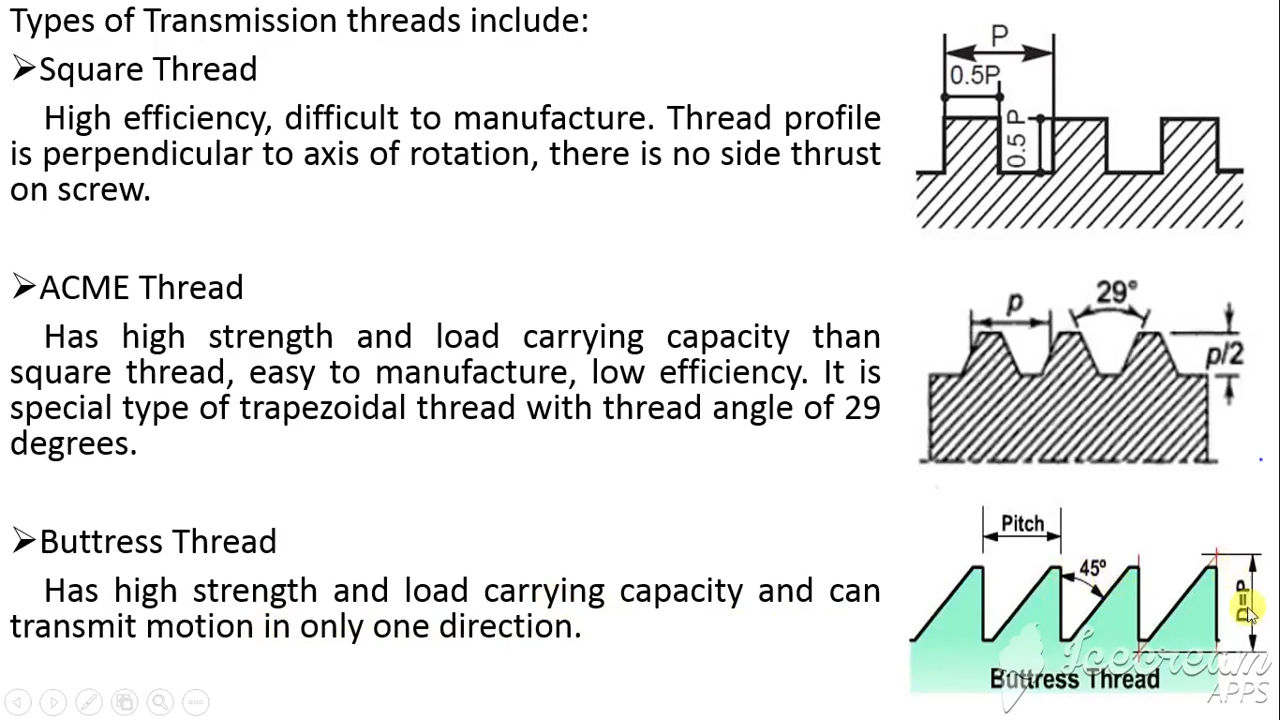 Types of Transmission threads include:
➢Square Thread
High efficiency, difficult to manufacture. Thread profile
is perpendicular to axis of rotation, there is no side thrust
on screw.
P
0.5P
0.5 P
➢ACME Thread
Has high strength and load carrying capacity than
square thread, easy to manufacture, low efficiency. It is
special type of trapezoidal thread with thread angle of 29
degrees.
p
29°
p/2
➢Buttress Thread
Has high strength and load carrying capacity and can
transmit motion in only one direction.
Pitch
45º
D=P
Buttress Thread
Icecream
APPS